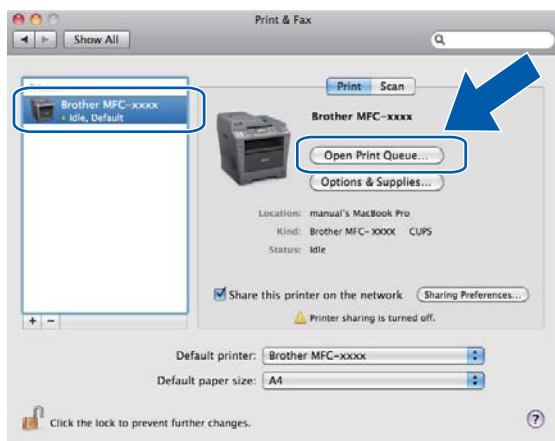 Print & Fax
Show All
Print Scan
Brother MFC-xxxx
Idle, Default
Brother MFC-xxxx
Open Print Queue...
Options & Supplies...
Location: manual's MacBook Pro
Kind: Brother MFC- XXXX CUPS
Status: Idle
Share this printer on the network Sharing Preferences...
Printer sharing is turned off.
+ -
Default printer: Brother MFC-xxxx
Default paper size: A4
Click the lock to prevent further changes.
?